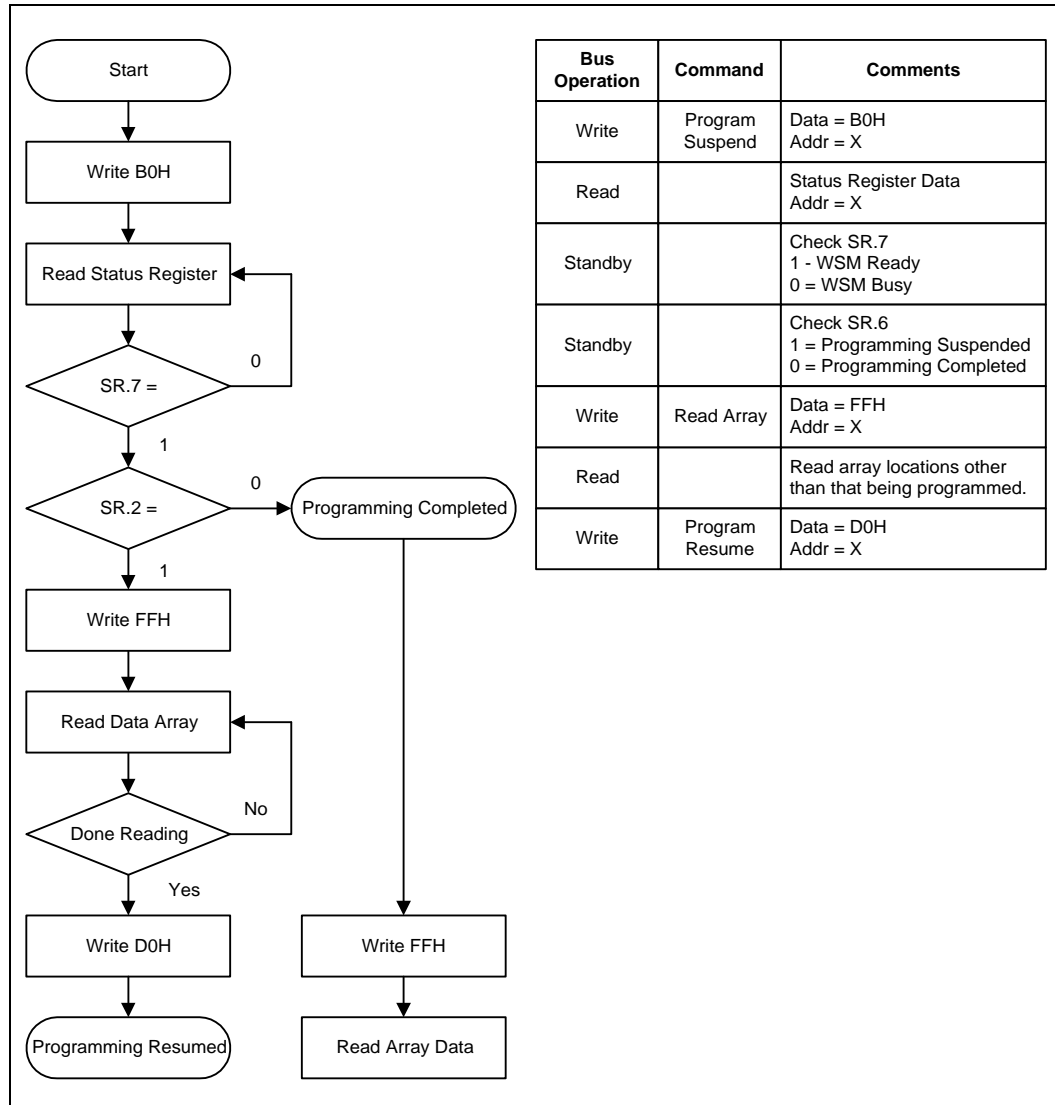 Start
Write B0H
Read Status Register
0
SR.7 =
1
0
SR.2 =
Programming Completed
1
Write FFH
Read Data Array
No
Done Reading
Yes
Write D0H
Write FFH
Programming Resumed
Read Array Data
Bus
Operation
Command
Comments
Write
Program
Suspend
Data = B0H
Addr = X
Read
Status Register Data
Addr = X
Standby
Check SR.7
1 - WSM Ready
0 = WSM Busy
Standby
Check SR.6
1 = Programming Suspended
0 = Programming Completed
Write
Read Array
Data = FFH
Addr = X
Read
Read array locations other
than that being programmed.
Write
Program
Resume
Data = D0H
Addr = X